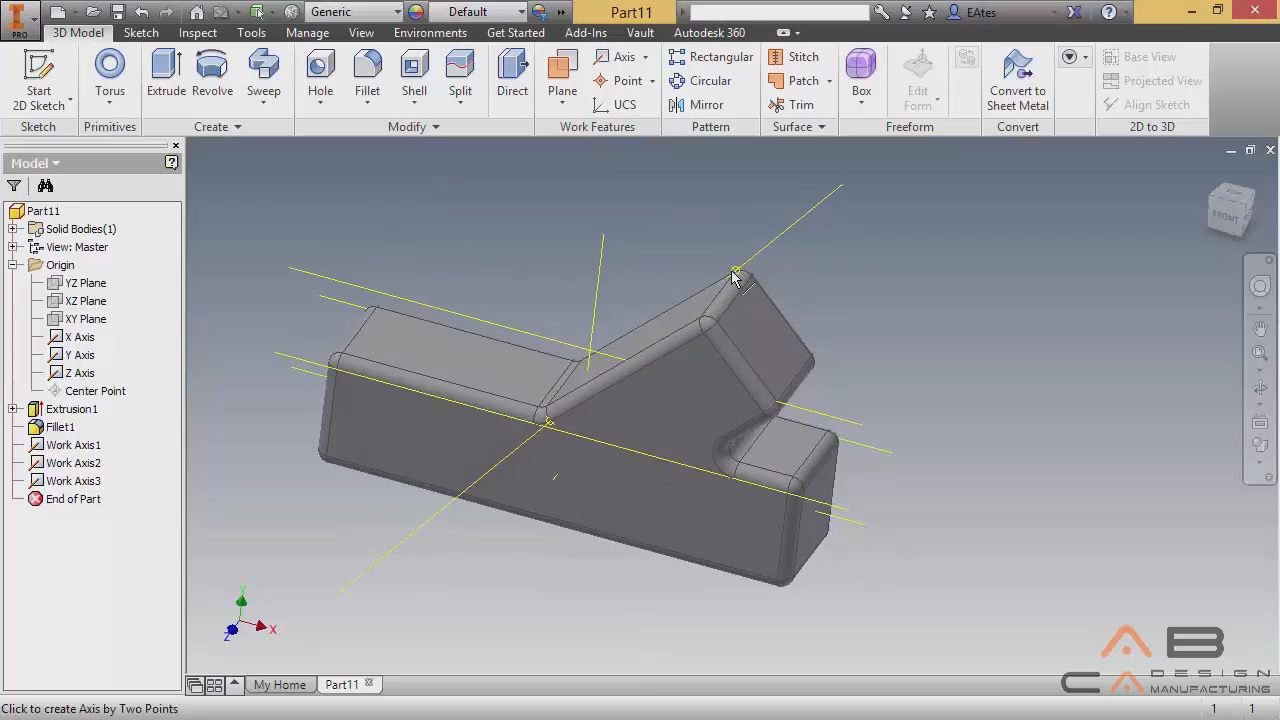 Generic
Default
Part11
EAtes
PRO
3D Model
Sketch
Inspect
Tools
Manage
View
Environments
Get Started
Add-Ins
Vault
Autodesk 360
Start
2D Sketch
Torus
Extrude
Revolve
Sweep
Hole
Fillet
Shell
Split
Direct
Plane
Axis
Point
UCS
Rectangular
Circular
Mirror
Stitch
Patch
Trim
Box
Edit
Form
Convert to
Sheet Metal
Base View
Projected View
Align Sketch
Sketch
Primitives
Create
Modify
Work Features
Pattern
Surface
Freeform
Convert
2D to 3D
Model
Part11
Solid Bodies(1)
View: Master
Origin
YZ Plane
XZ Plane
XY Plane
X Axis
Y Axis
Z Axis
Center Point
Extrusion1
Fillet1
Work Axis1
Work Axis2
Work Axis3
End of Part
TOP
FRONT
Y
X
Z
My Home
Part11
AB
CADESIGN
MANUFACTURING
Click to create Axis by Two Points
1
1